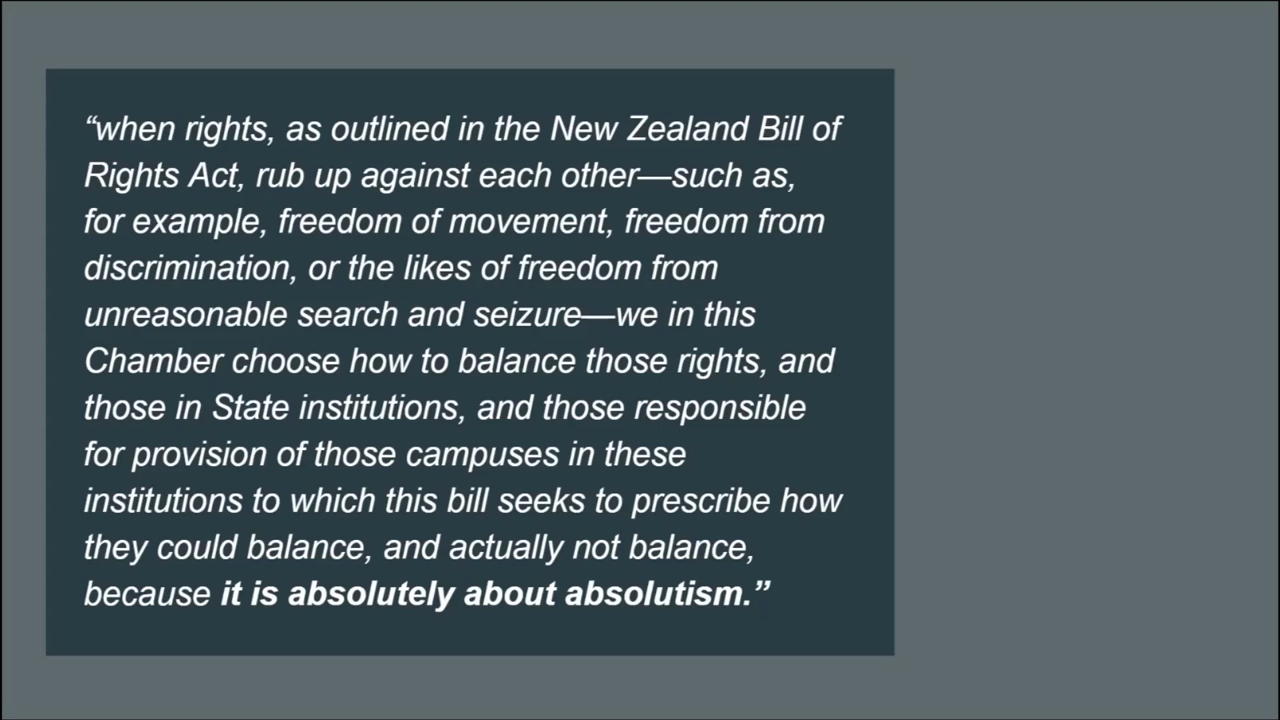 “when rights, as outlined in the New Zealand Bill of
Rights Act, rub up against each other—such as,
for example, freedom of movement, freedom from
discrimination, or the likes of freedom from
unreasonable search and seizure—we in this
Chamber choose how to balance those rights, and
those in State institutions, and those responsible
for provision of those campuses in these
institutions to which this bill seeks to prescribe how
they could balance, and actually not balance,
because it is absolutely about absolutism.”